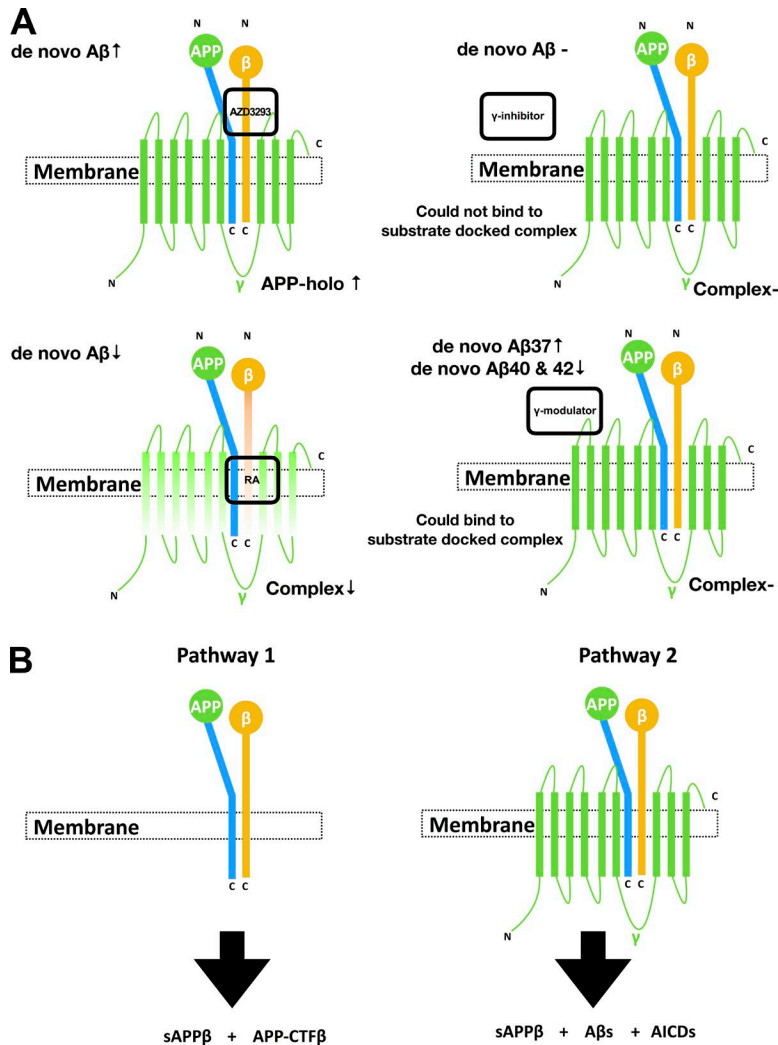 A
de novo Aβ↑
N
N
APP
β
AZD3293
C
Membrane
C
C
N
γ
APP-holo ↑
de novo Aβ -
N
N
APP
β
γ-inhibitor
C
Membrane
Could not bind to
substrate docked complex
C
C
N
γ
Complex-
de novo Aβ↓
N
N
APP
β
C
Membrane
RA
C
C
N
γ
Complex↓
de novo Aβ37↑
de novo Aβ40 & 42↓
N
N
APP
β
γ-modulator
C
Membrane
Could bind to
substrate docked complex
C
C
N
γ
Complex-
B
Pathway 1
APP
β
Membrane
C
C
sAPPβ + APP-CTFβ
Pathway 2
APP
β
C
Membrane
C
C
N
γ
sAPPβ + Aβs + AICDs